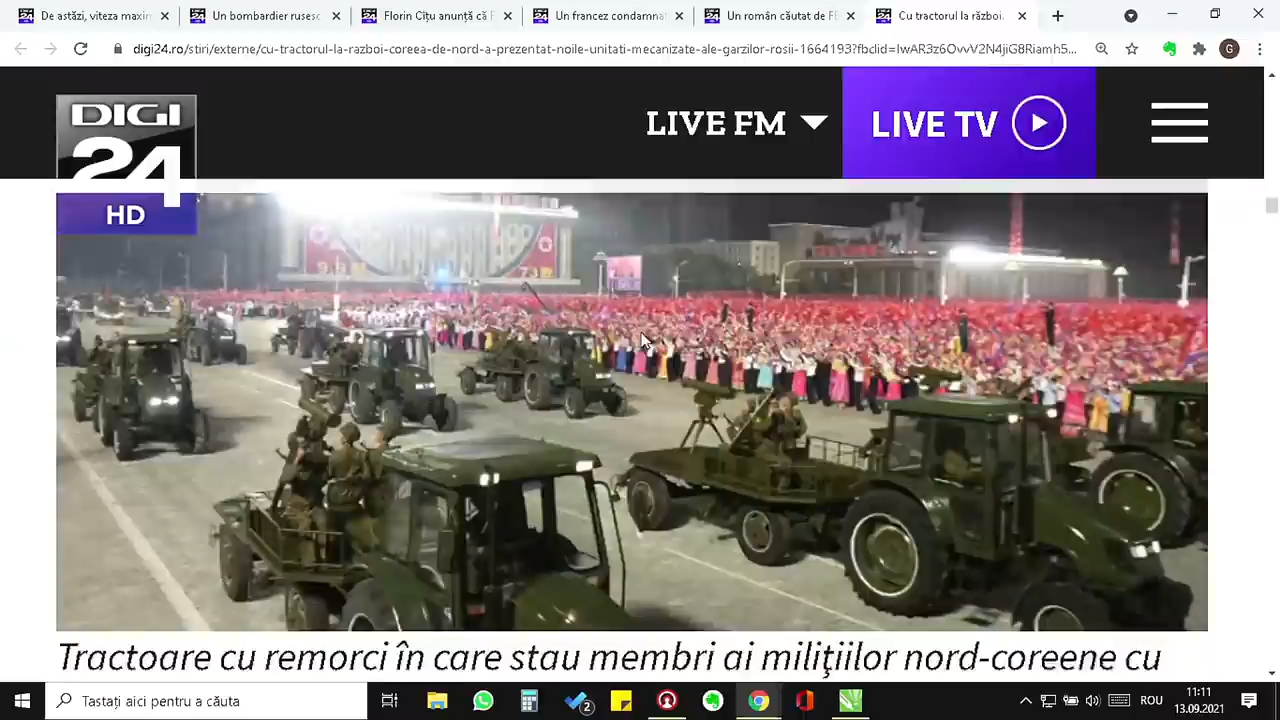 De astăzi, viteza maxim
Un bombardier rusesc
Florin Cîțu anunță că F
Un francez condamnat
Un român căutat de FB
Cu tractorul la război.
digi24.ro/stiri/externe/cu-tractorul-la-razboi-coreea-de-nord-a-prezentat-noile-unitati-mecanizate-ale-garzilor-rosii-1664193?fbclid=IwAR3z6OvvV2N4jiG8Riamh5...
G
DIGI
24
HD
LIVE FM
LIVE TV
Tractoare cu remorci în care stau membri ai miliţiilor nord-coreene cu
Tastați aici pentru a căuta
2
ROU
11:11
13.09.2021